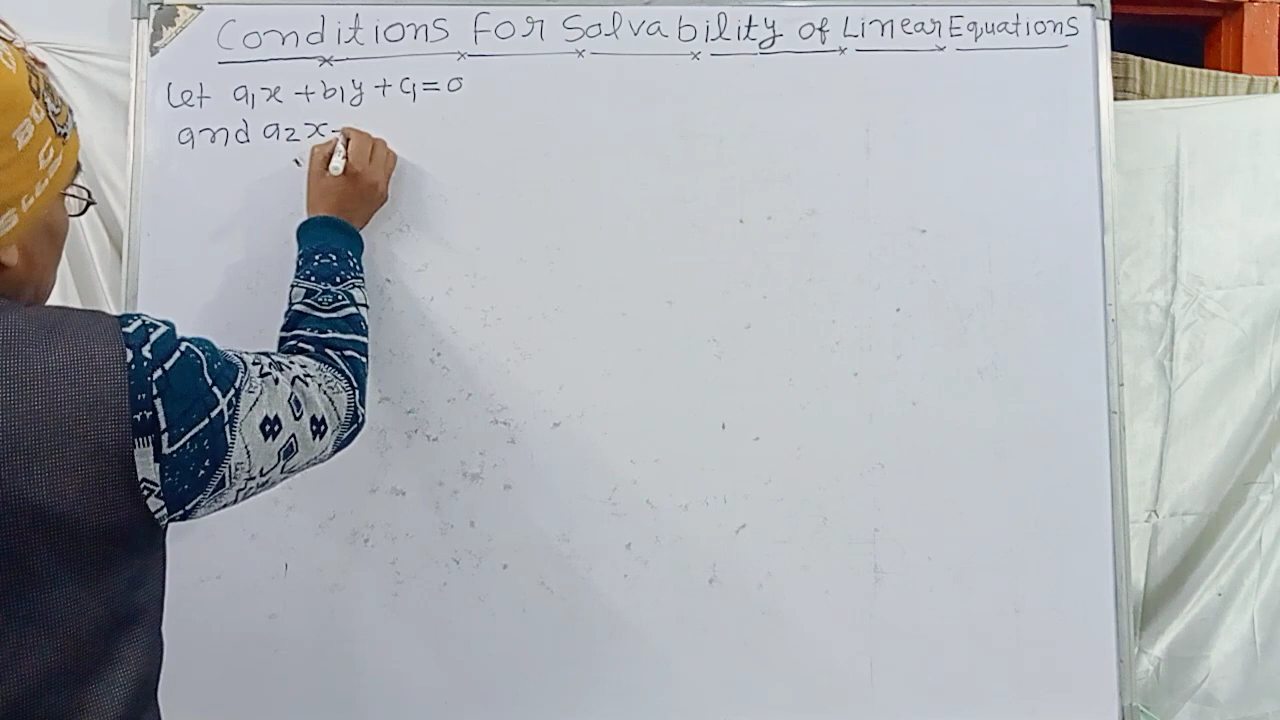 Conditions For Solvability of Linear Equations
Let a₁x + b₁y + c₁ = 0
and a₂x